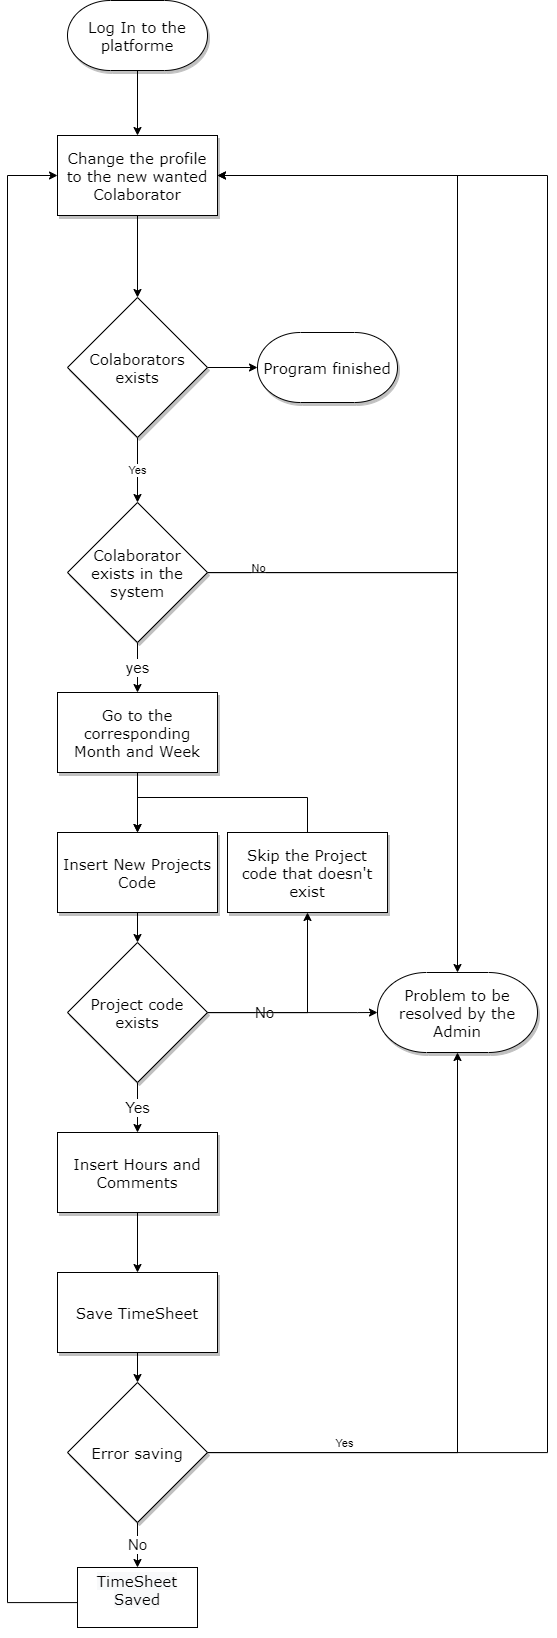 Log In to the
platforme
Change the profile
to the new wanted
Colaborator
Colaborators
exists
Program finished
Yes
Colaborator
exists in the
system
No
yes
Go to the
corresponding
Month and Week
Insert New Projects
Code
Skip the Project
code that doesn't
exist
Project code
exists
No
Problem to be
resolved by the
Admin
Yes
Insert Hours and
Comments
Save TimeSheet
Error saving
Yes
No
TimeSheet
Saved